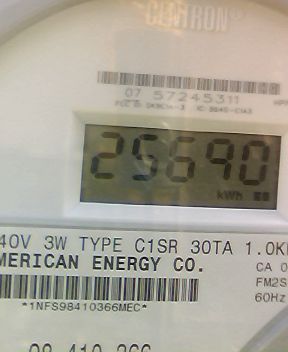 CENTRON®
07 57245311
25690
kWh
40V 3W TYPE C1SR 30TA 1.0K
MERICAN ENERGY CO.
CA 0
FM2S
60Hz
*1NFS98410366MEC*